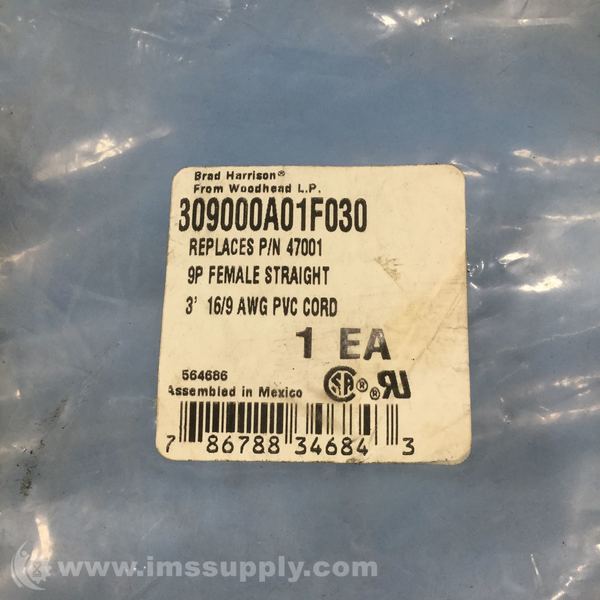 Brad Harrison®
From Woodhead L.P.
309000A01F030
REPLACES P/N 47001
9P FEMALE STRAIGHT
3' 16/9 AWG PVC CORD
1 EA
564686
Assembled in Mexico
7 86788 34684 3
www.imssupply.com